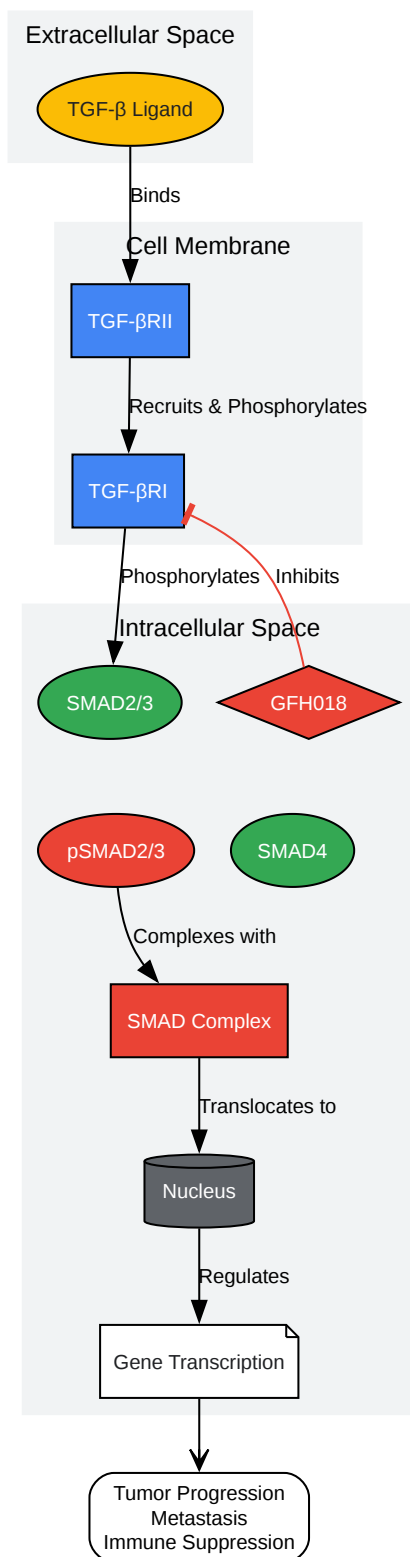 Extracellular Space
TGF-β Ligand
Binds
Cell Membrane
TGF-βRII
Recruits & Phosphorylates
TGF-βRI
Phosphorylates
Inhibits
Intracellular Space
SMAD2/3
GFH018
pSMAD2/3
SMAD4
Complexes with
SMAD Complex
Translocates to
Nucleus
Regulates
Gene Transcription
Tumor Progression
Metastasis
Immune Suppression